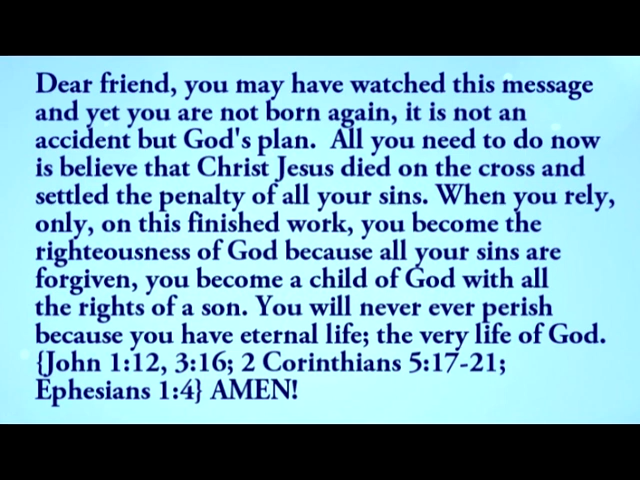 Dear friend, you may have watched this message
and yet you are not born again, it is not an
accident but God's plan.  All you need to do now
is believe that Christ Jesus died on the cross and
settled the penalty of all your sins. When you rely,
only, on this finished work, you become the
righteousness of God because all your sins are
forgiven, you become a child of God with all
the rights of a son. You will never ever perish
because you have eternal life; the very life of God.
{John 1:12, 3:16; 2 Corinthians 5:17-21;
Ephesians 1:4} AMEN!